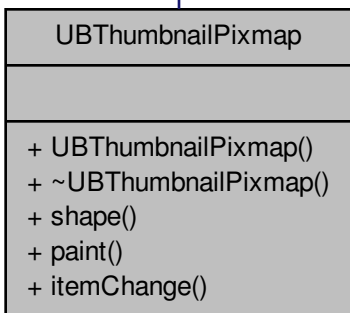 UBThumbnailPixmap
+ UBThumbnailPixmap()
+ ~UBThumbnailPixmap()
+ shape()
+ paint()
+ itemChange()